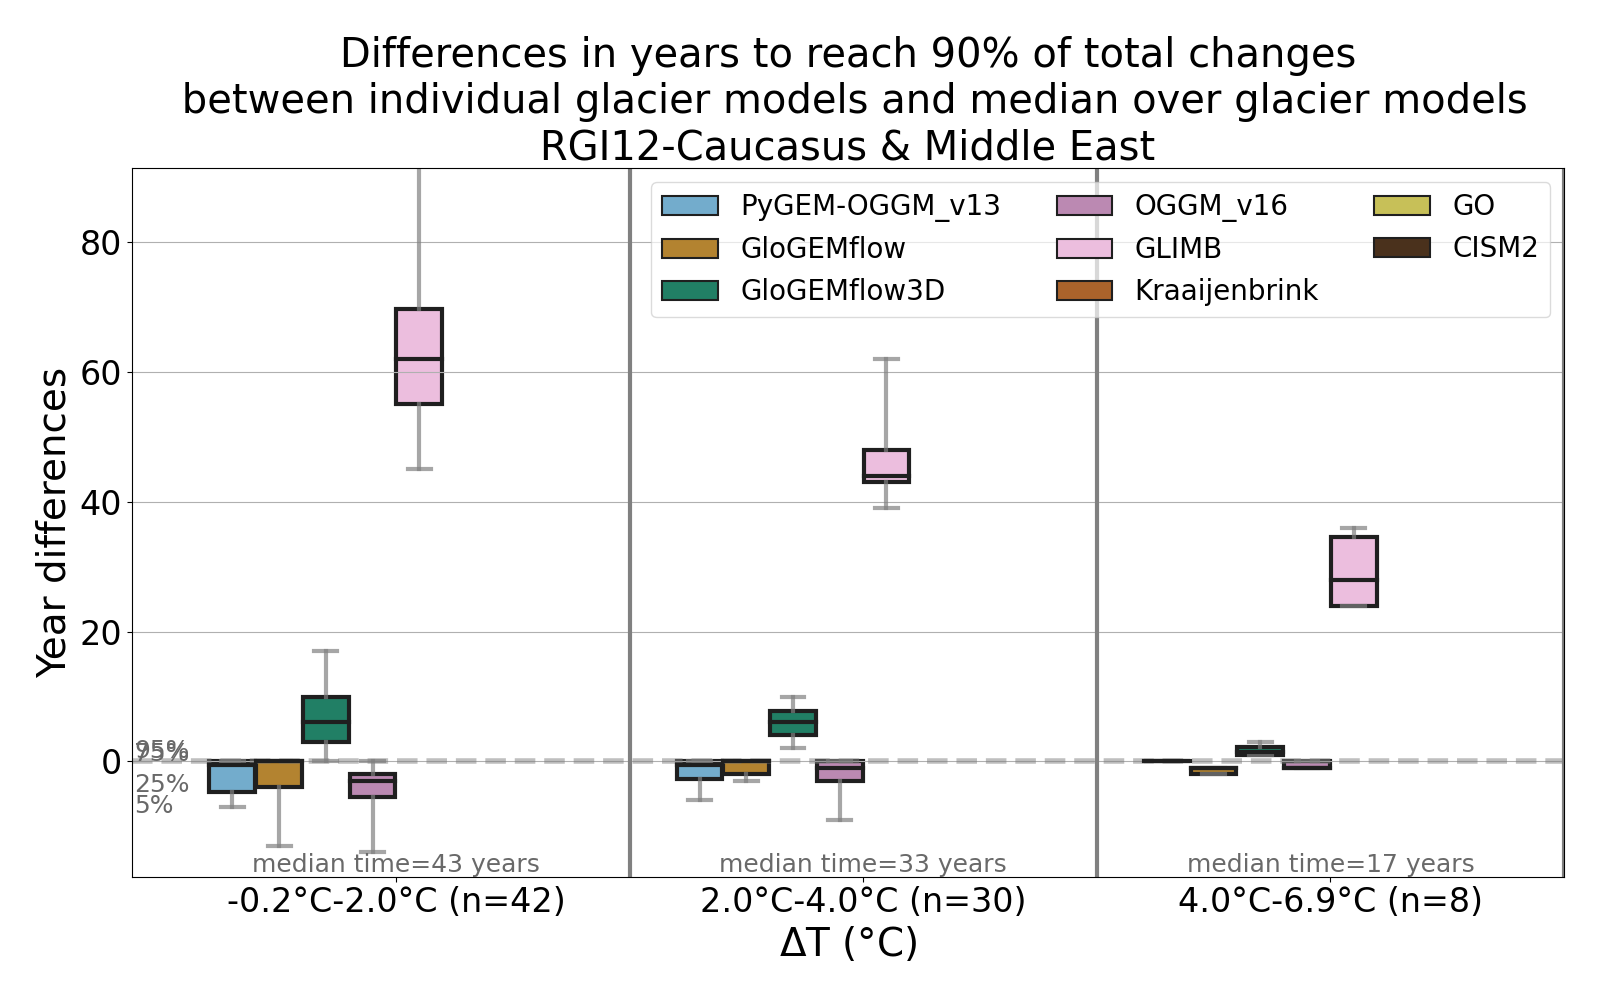 Differences in years to reach 90% of total changes
between individual glacier models and median over glacier models
RGI12-Caucasus & Middle East
PyGEM-OGGM_v13
GloGEMflow
GloGEMflow3D
OGGM_v16
GLIMB
Kraaijenbrink
GO
CISM2
Year differences
80
60
40
20
0
95%
75%
25%
5%
median time=43 years
median time=33 years
median time=17 years
-0.2°C-2.0°C (n=42)
2.0°C-4.0°C (n=30)
4.0°C-6.9°C (n=8)
ΔT (°C)